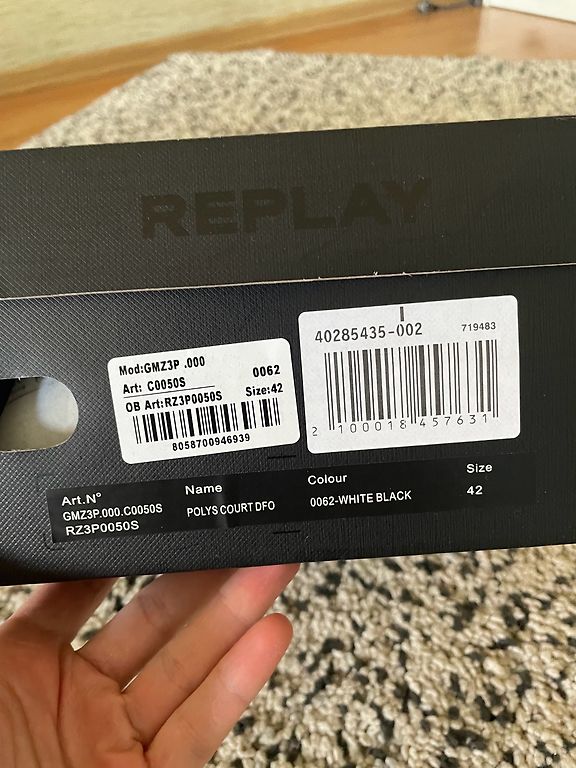 REPLAY
Mod:GMZ3P .000
Art: C0050S 0062
OB Art:RZ3P0050S Size:42
8058700946939
40285435-002 719483
2 100018 457631
Art.N° Name Colour Size
GMZ3P.000.C0050S POLYS COURT DFO 0062-WHITE BLACK 42
RZ3P0050S